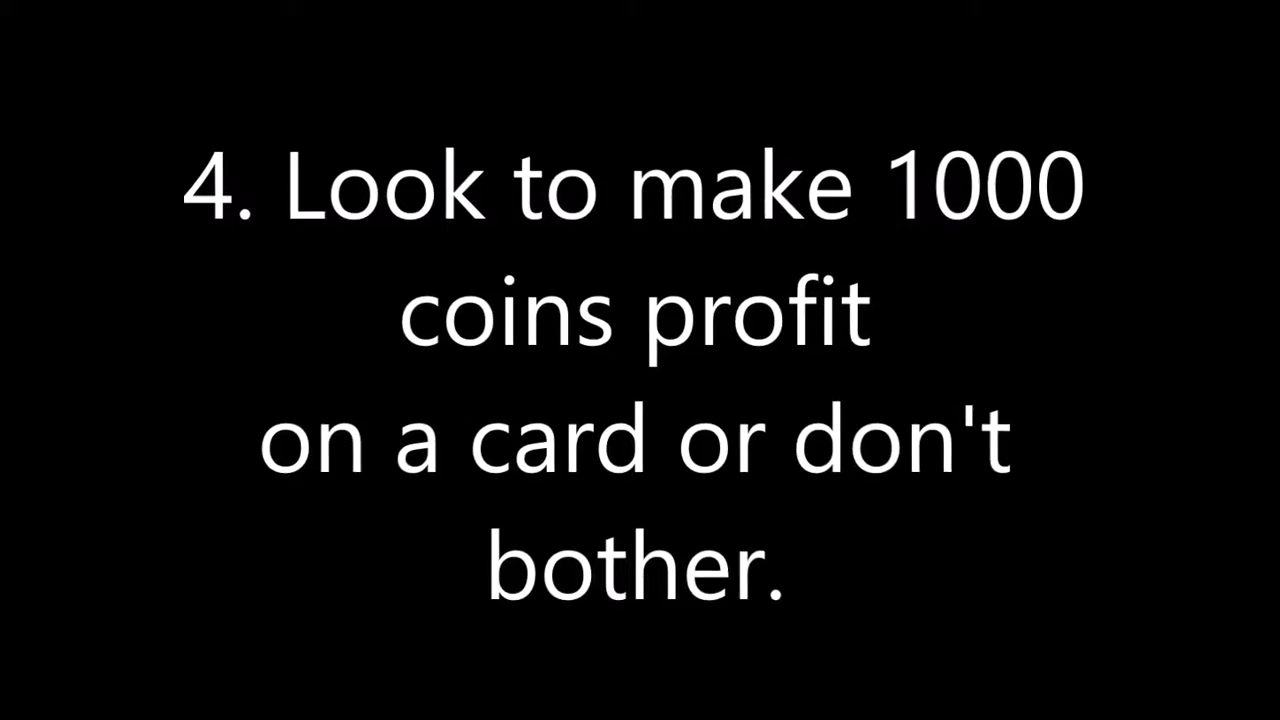 4. Look to make 1000
coins profit
on a card or don't
bother.